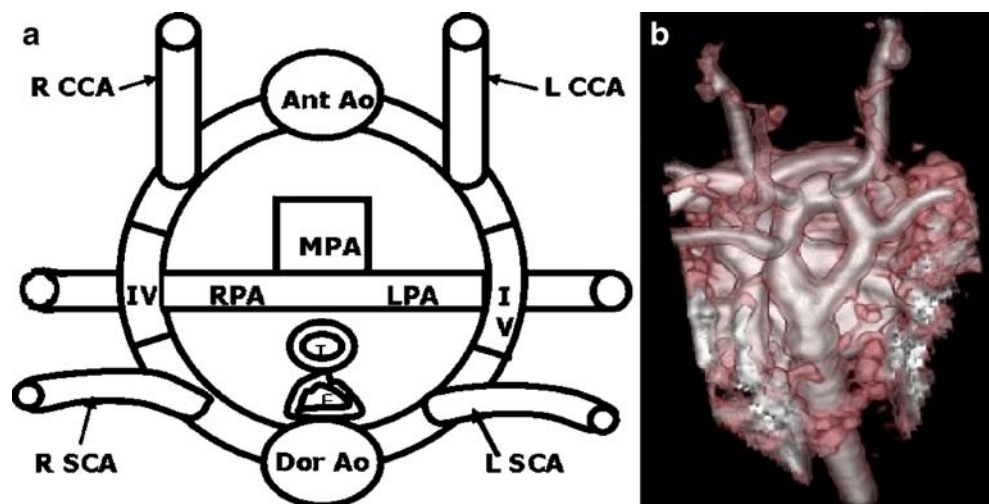 a
b
R CCA
Ant Ao
L CCA
MPA
IV
RPA
LPA
I
V
T
E
R SCA
Dor Ao
L SCA